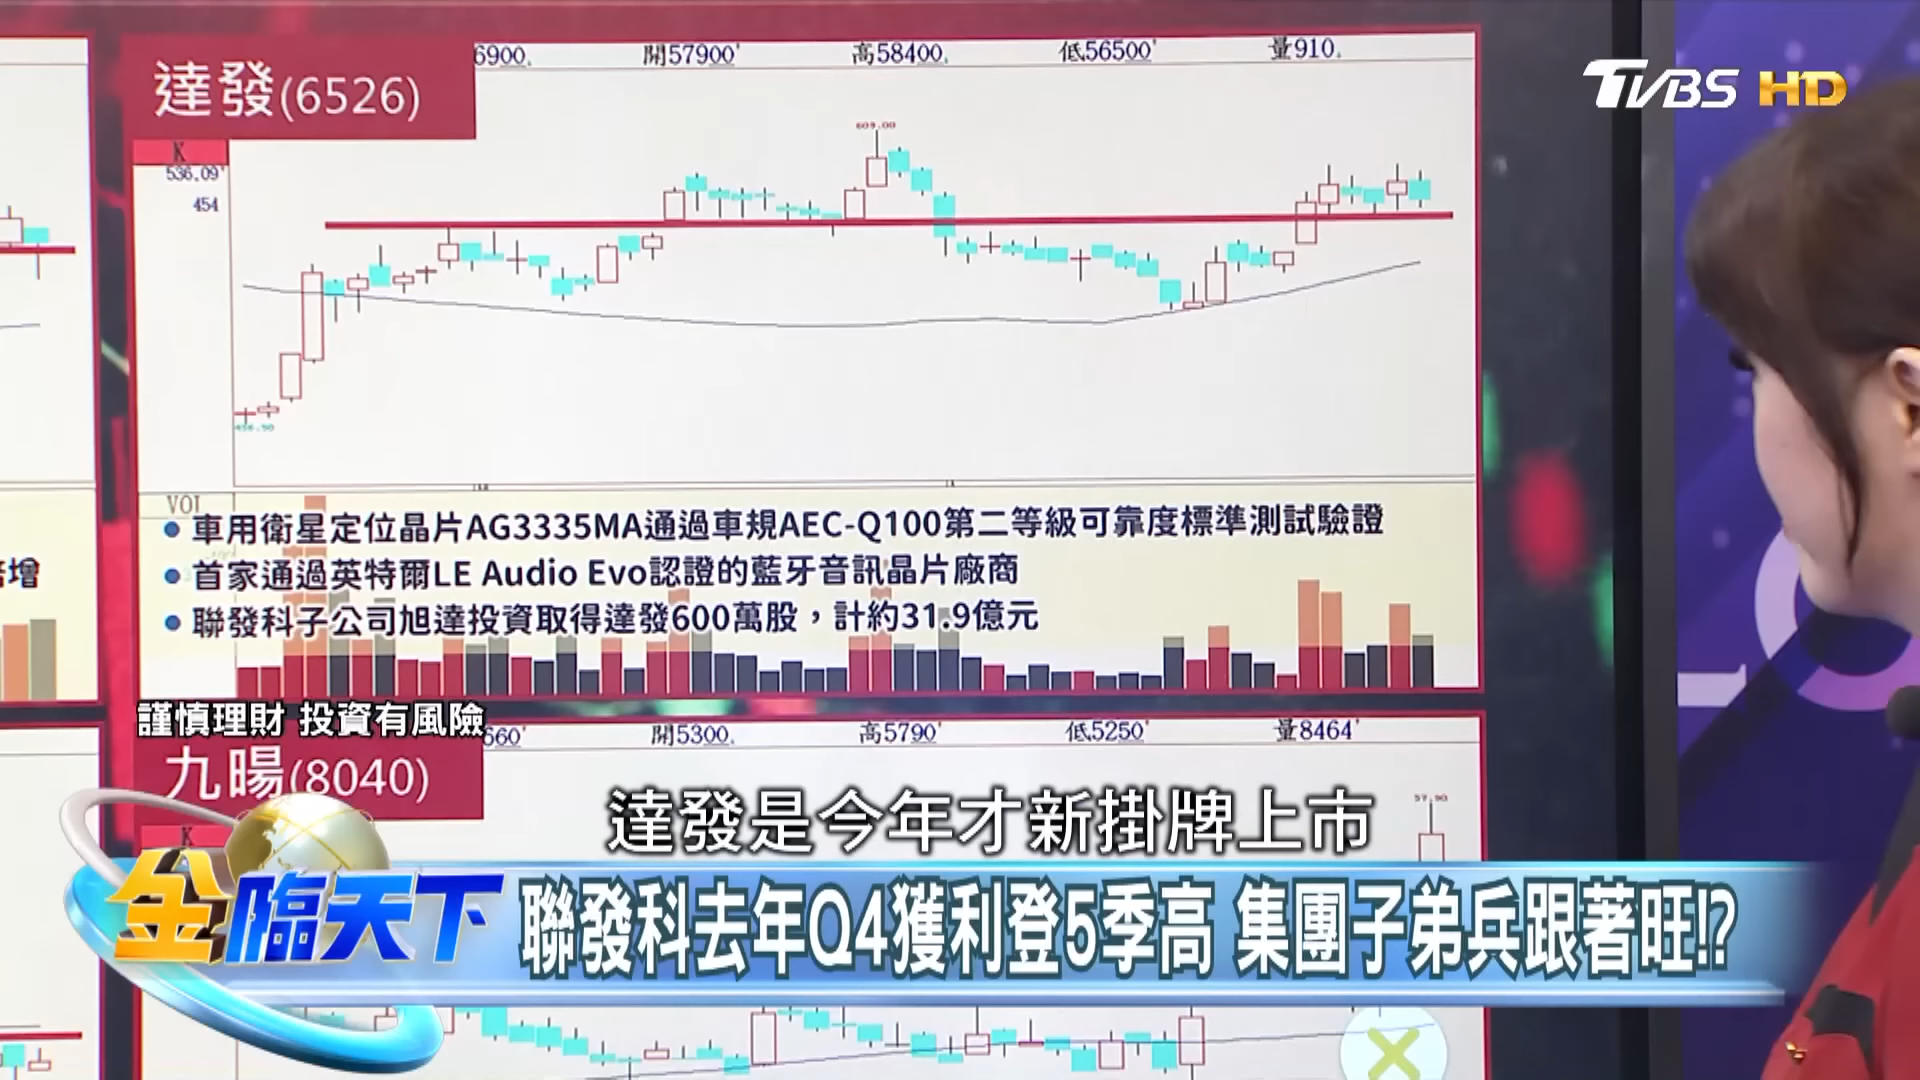 達發(6526)
6900. 開57900' 高58400. 低56500' 量910.
TVBS HD
K
536.09'
454
609.00
VOL
車用衛星定位晶片AG3335MA通過車規AEC-Q100第二等級可靠度標準測試驗證
首家通過英特爾LE Audio Evo認證的藍牙音訊晶片廠商
聯發科子公司旭達投資取得達發600萬股，計約31.9億元
增
謹慎理財 投資有風險
660' 開5300. 高5790' 低5250' 量8464'
九暘(8040)
K
57.90
達發是今年才新掛牌上市
金臨天下
聯發科去年Q4獲利登5季高 集團子弟兵跟著旺!?